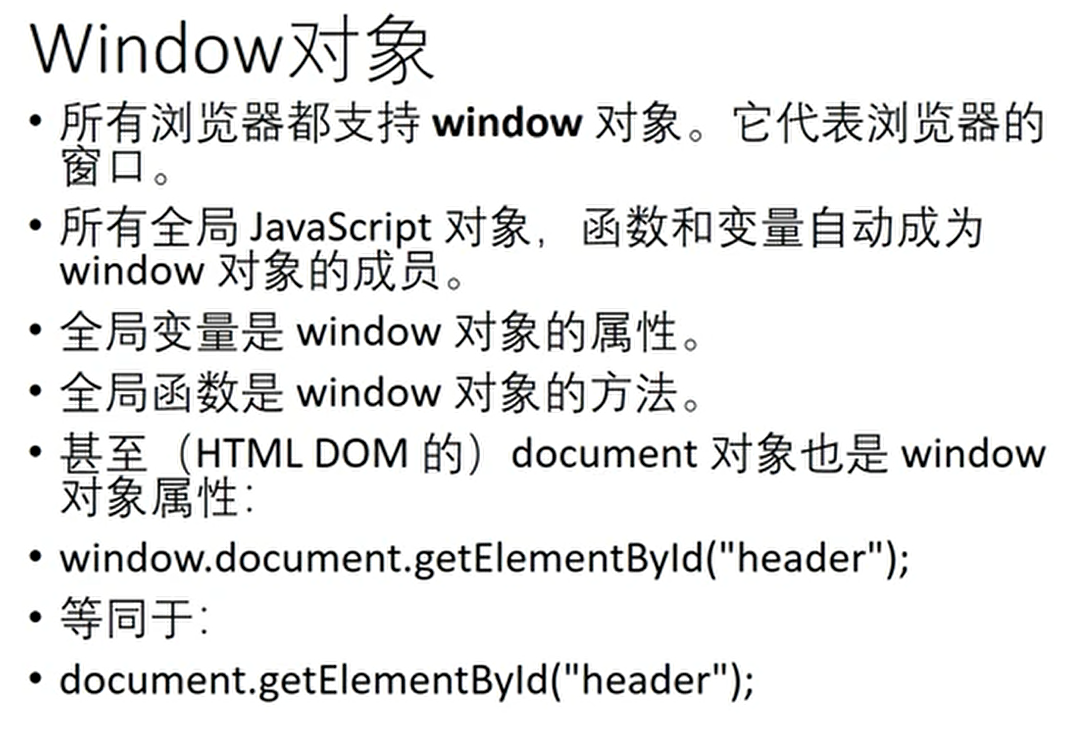 Window对象
• 所有浏览器都支持 window 对象。它代表浏览器的
窗口。
• 所有全局 JavaScript 对象，函数和变量自动成为
window 对象的成员。
• 全局变量是 window 对象的属性。
• 全局函数是 window 对象的方法。
• 甚至（HTML DOM 的）document 对象也是 window
对象属性：
• window.document.getElementById("header");
• 等同于：
• document.getElementById("header");